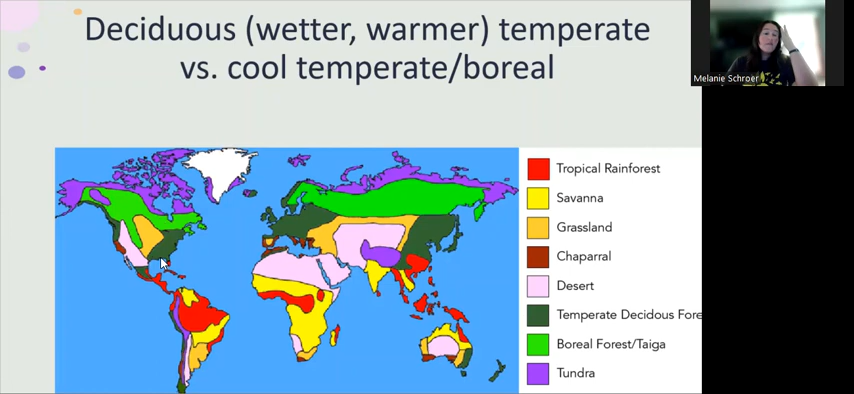 Deciduous (wetter, warmer) temperate
vs. cool temperate/boreal
Melanie Schroer
Tropical Rainforest
Savanna
Grassland
Chaparral
Desert
Temperate Decidous Fore
Boreal Forest/Taiga
Tundra